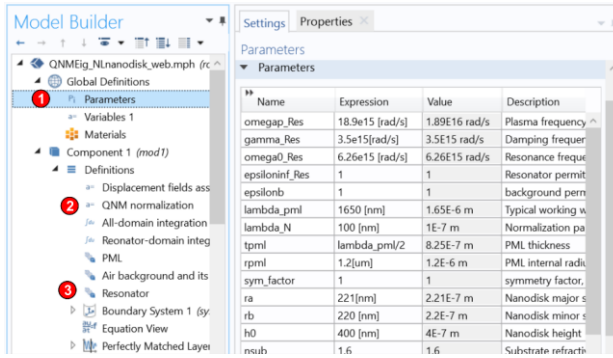 Model Builder
QNMEig_NLnanodisk_web.mph (rc
Global Definitions
1 Parameters
Variables 1
Materials
Component 1 (mod1)
Definitions
Displacement fields ass
2 QNM normalization
All-domain integration
Reonator-domain integ
PML
Air background and its
3 Resonator
Boundary System 1 (sy
Equation View
Perfectly Matched Layer
Settings Properties
Parameters
Parameters
Name Expression Value Description
omegap_Res 18.9e15 [rad/s] 1.89E16 rad/s Plasma frequency
gamma_Res 3.5e15[rad/s] 3.5E15 rad/s Damping frequen
omega0_Res 6.26e15 [rad/s] 6.26E15 rad/s Resonance freque
epsiloninf_Res 1 1 Resonator permit
epsilonb 1 1 background perm
lambda_pml 1650 [nm] 1.65E-6 m Typical working w
lambda_N 100 [nm] 1E-7 m Normalization pa
tpml lambda_pml/2 8.25E-7 m PML thickness
rpml 1.2[um] 1.2E-6 m PML internal radiu
sym_factor 1 1 symmetry factor,
ra 221[nm] 2.21E-7 m Nanodisk major s
rb 220 [nm] 2.2E-7 m Nanodisk minor s
h0 400 [nm] 4E-7 m Nanodisk height
nsub 1.6 1.6 Substrate refracti